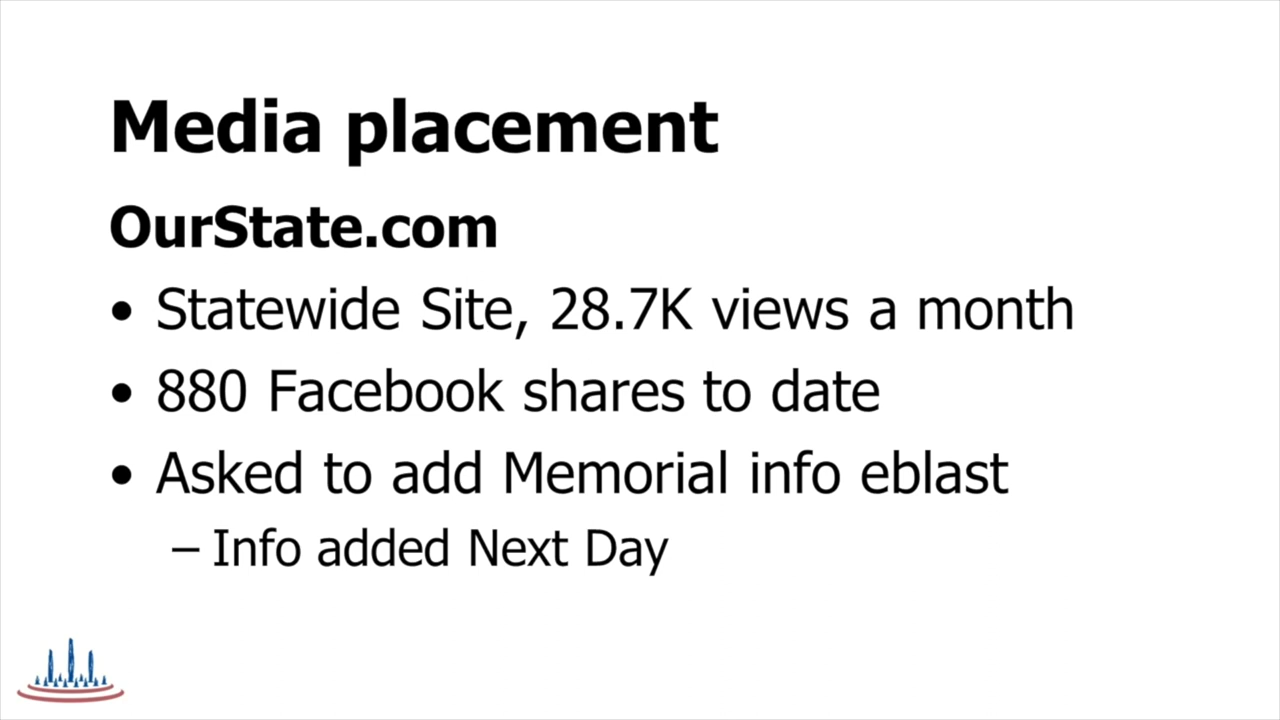 Media placement
OurState.com
• Statewide Site, 28.7K views a month
• 880 Facebook shares to date
• Asked to add Memorial info eblast
– Info added Next Day